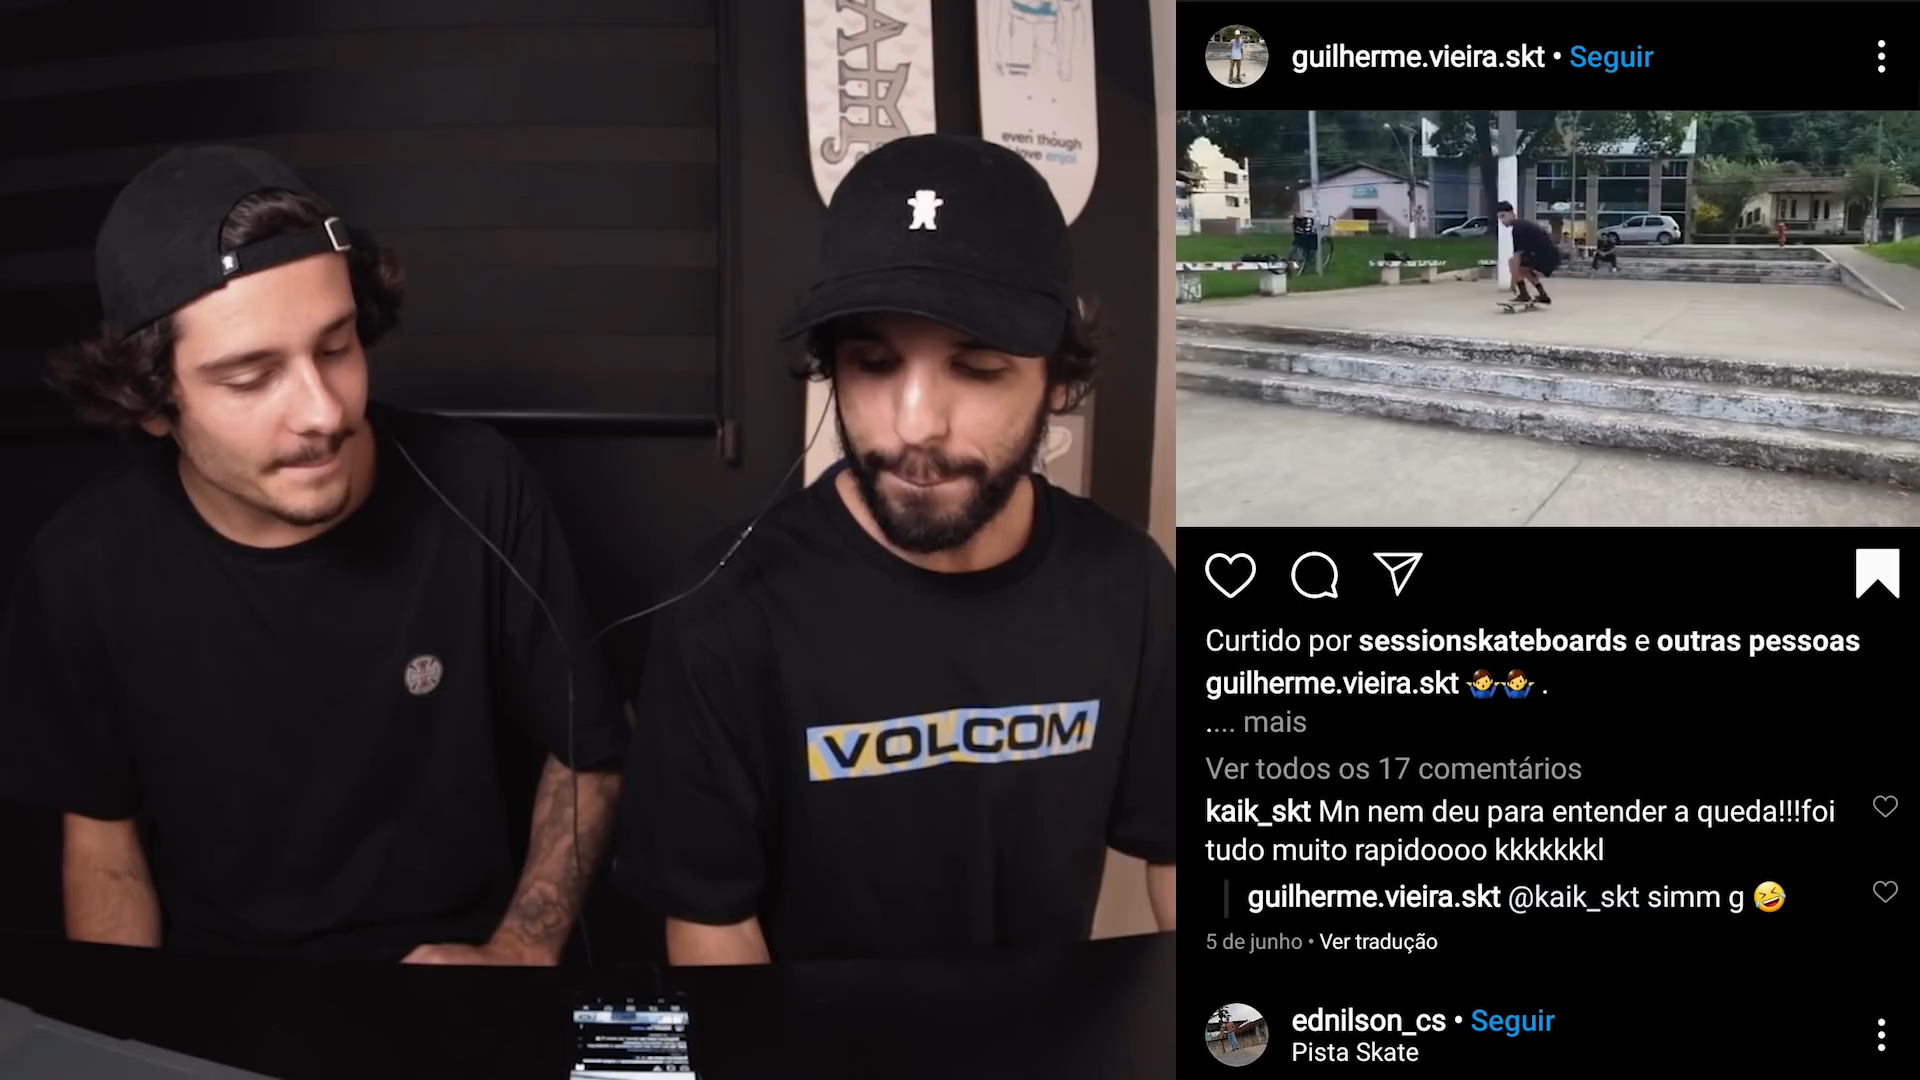 even though
love enjoi
VOLCOM
guilherme.vieira.skt • Seguir
Curtido por sessionskateboards e outras pessoas
guilherme.vieira.skt 🤷‍♂️🤷‍♂️ .
.... mais
Ver todos os 17 comentários
kaik_skt Mn nem deu para entender a queda!!!foi
tudo muito rapidoooo kkkkkkkl
guilherme.vieira.skt @kaik_skt simm g 🤣
5 de junho • Ver tradução
ednilson_cs • Seguir
Pista Skate